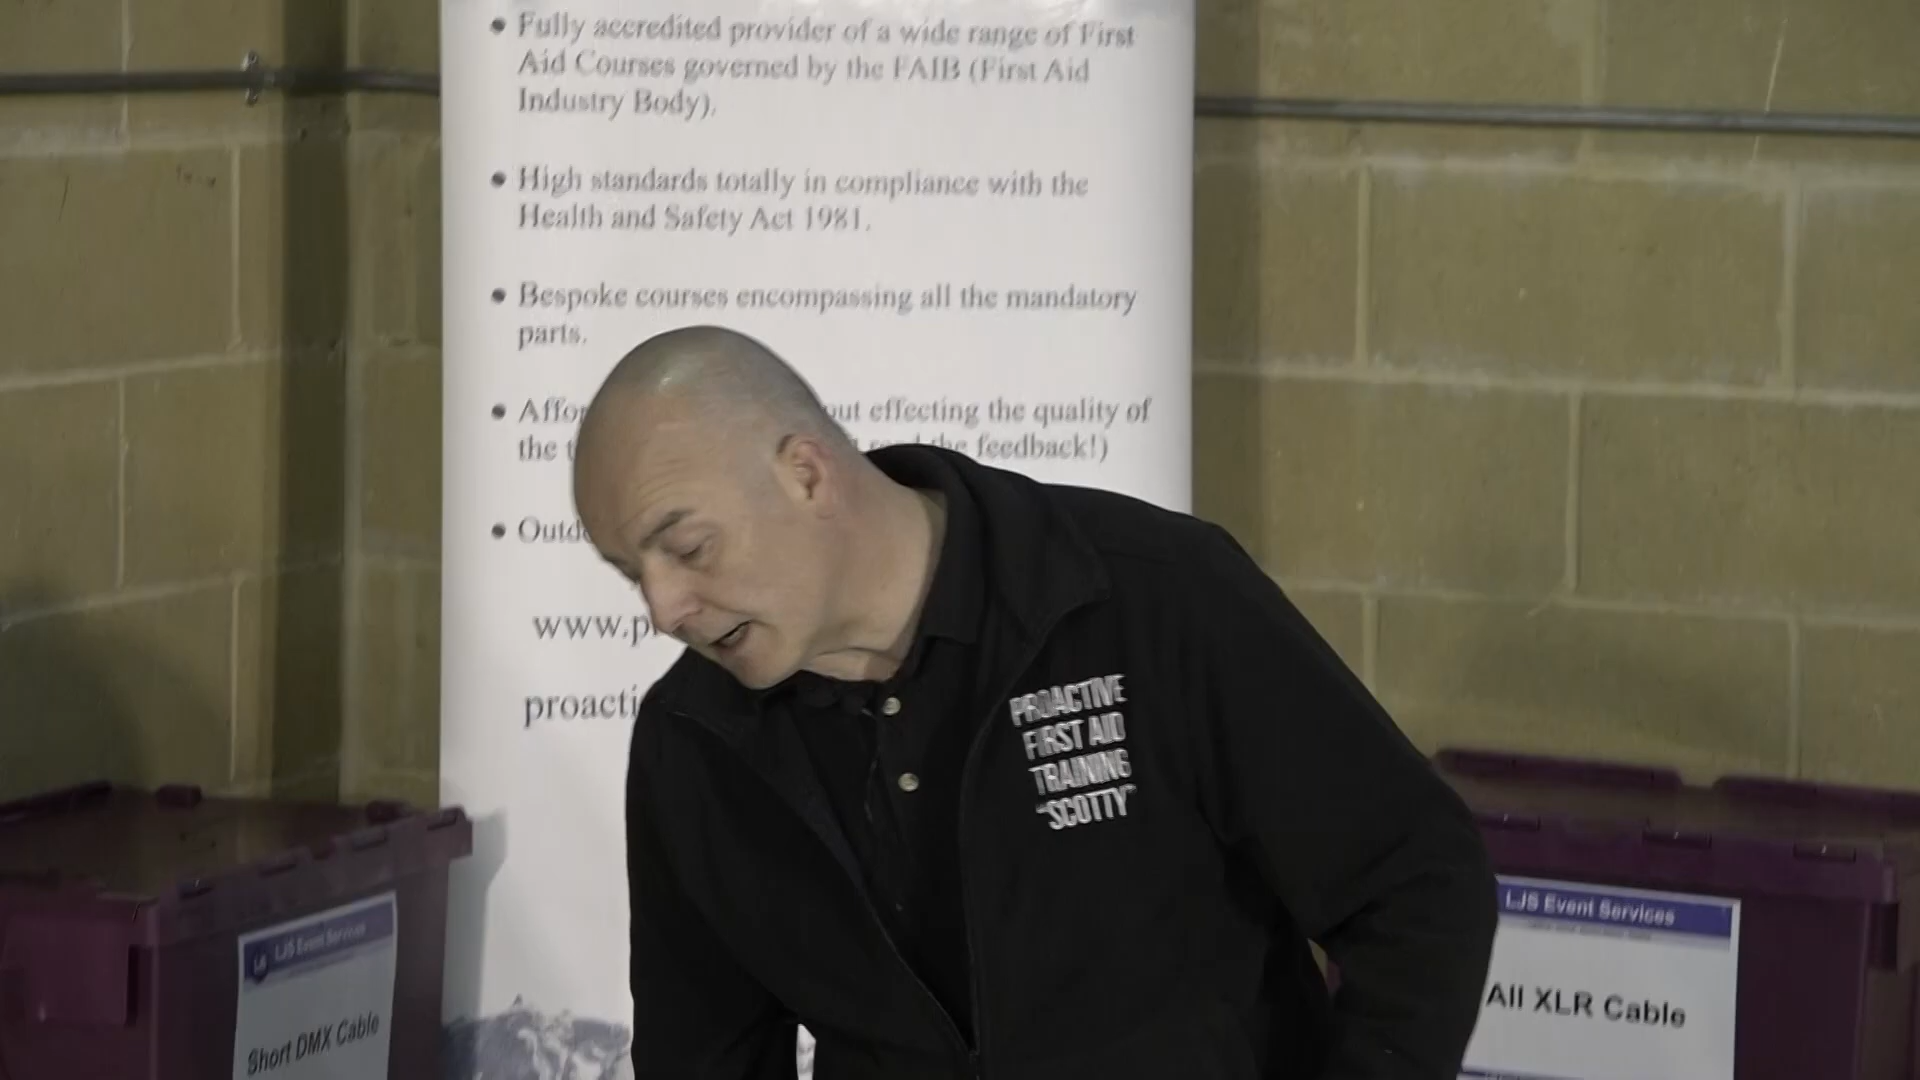 • Fully accredited provider of a wide range of First
Aid Courses governed by the FAIB (First Aid
Industry Body).
• High standards totally in compliance with the
Health and Safety Act 1981.
• Bespoke courses encompassing all the mandatory
parts.
• Affor out effecting the quality of
the t the feedback!)
• Outdo
www.p
proacti
PROACTIVE
FIRST AID
TRAINING
"SCOTTY"
LJS Event Services
Short DMX Cable
LJS Event Services
All XLR Cable